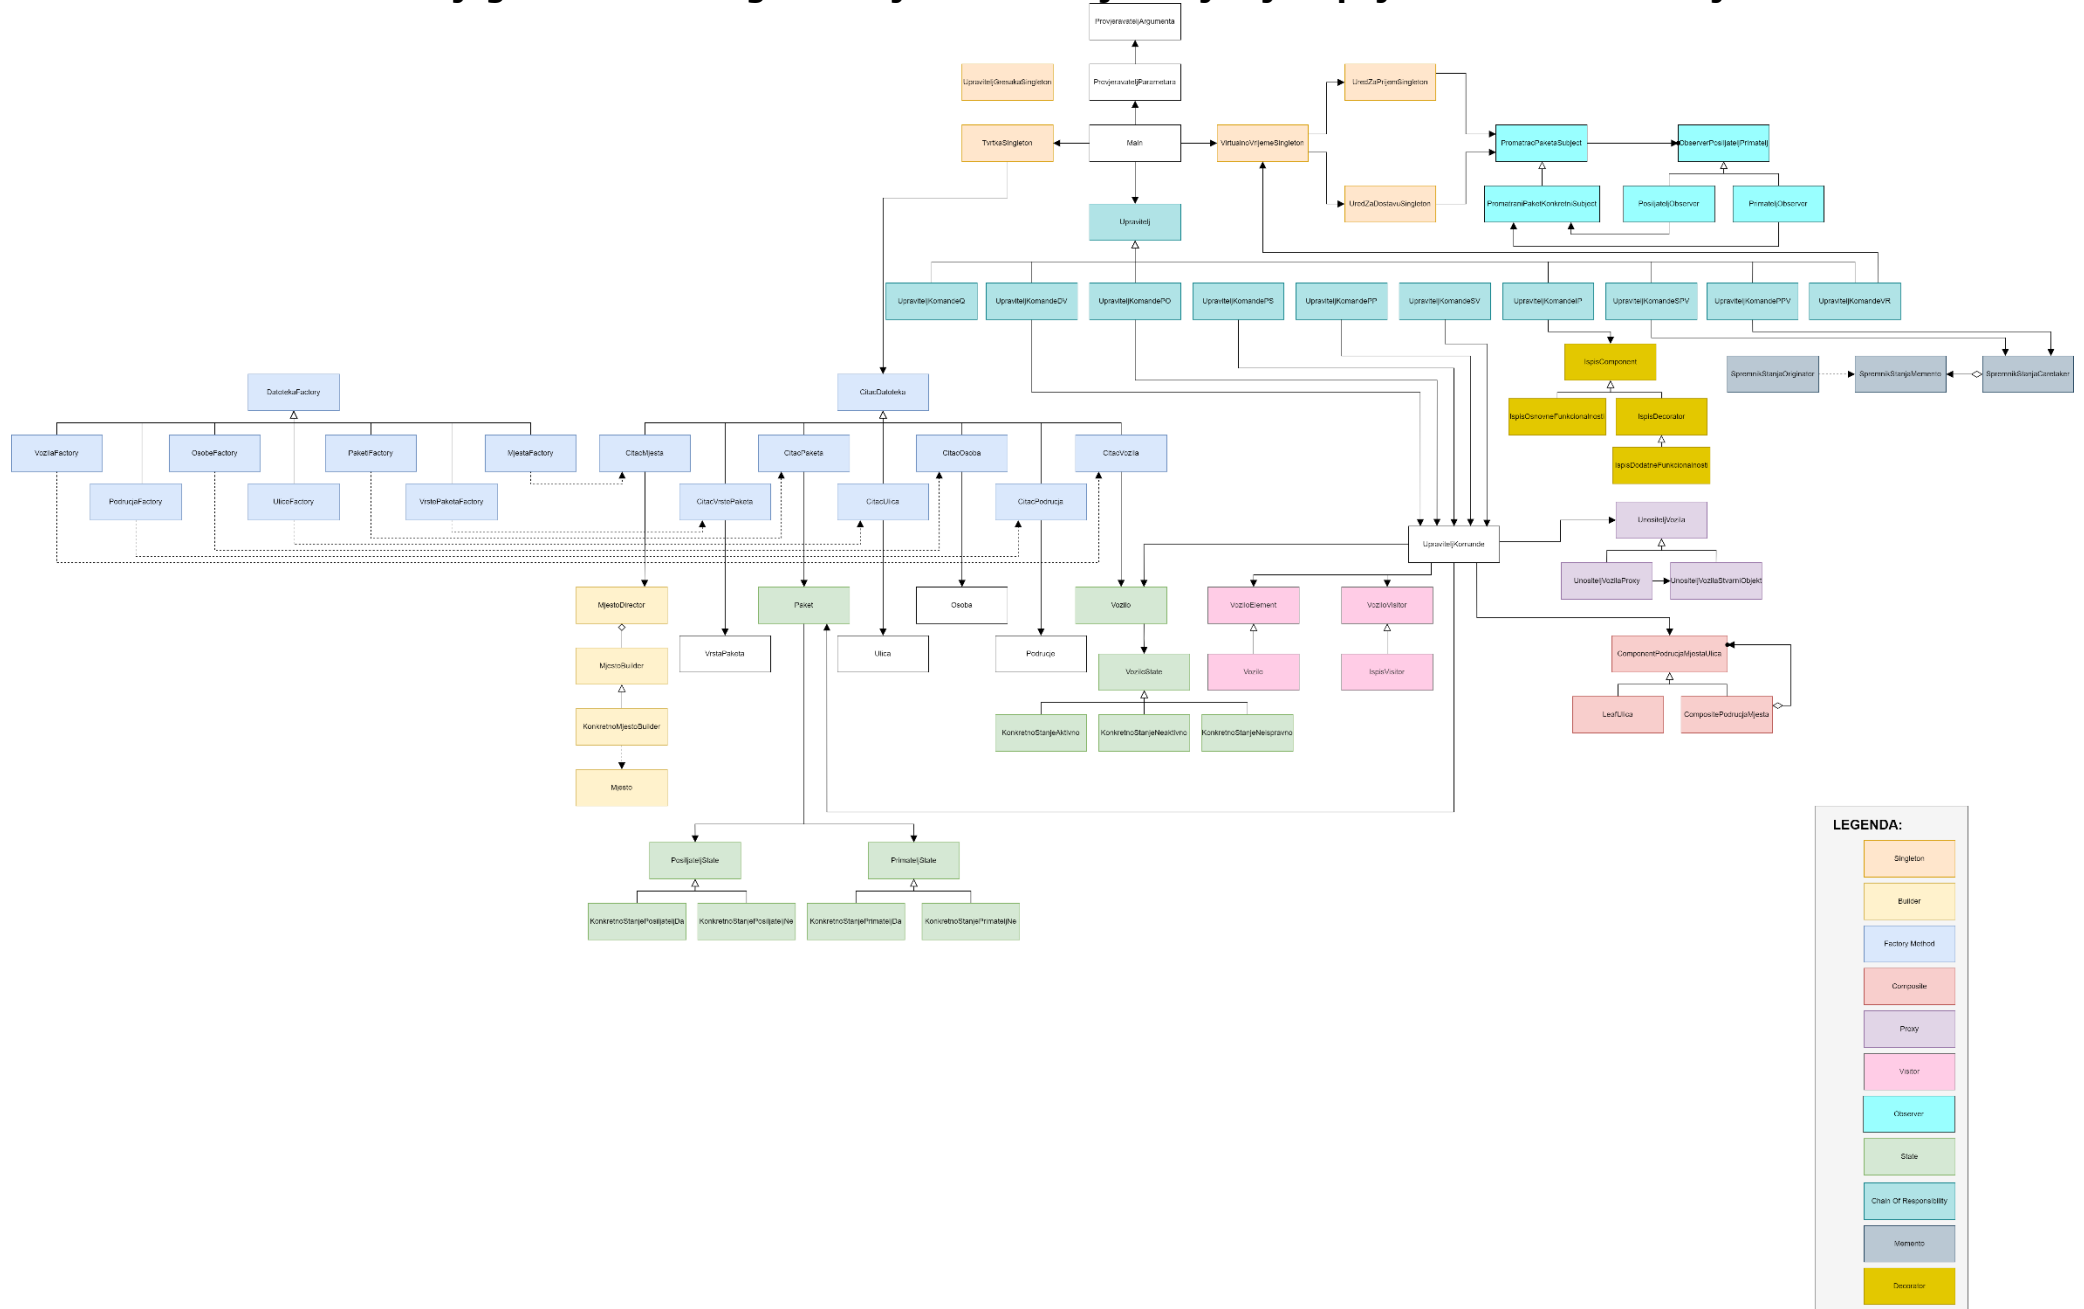 ProvjeravateljArgumenta
UpraviteljGresakaSingleton
ProvjeravateljParametara
UredZaPrijemSingleton
TvrtkaSingleton
Main
VirtualnoVrijemeSingleton
PromatracPaketaSubject
ObserverPosiljateljPrimatelj
UredZaDostavuSingleton
PromatraniPaketKonkretniSubject
PosiljateljObserver
PrimateljObserver
Upravitelj
UpraviteljKomandeQ
UpraviteljKomandeDV
UpraviteljKomandePO
UpraviteljKomandePS
UpraviteljKomandePP
UpraviteljKomandeSV
UpraviteljKomandeIP
UpraviteljKomandeSPV
UpraviteljKomandePPV
UpraviteljKomandeVR
IspisComponent
SpremnikStanjaOriginator
SpremnikStanjaMemento
SpremnikStanjaCaretaker
DatotekaFactory
CitacDatoteka
IspisOsnovneFunkcionalnosti
IspisDecorator
VozilaFactory
OsobeFactory
PaketiFactory
MjestaFactory
CitacMjesta
CitacPaketa
CitacOsoba
CitacVozila
IspisDodatneFunkcionalnosti
PodrucjaFactory
UliceFactory
VrstePaketaFactory
CitacVrstePaketa
CitacUlica
CitacPodrucja
UnositeljVozila
UpraviteljKomande
UnositeljVozilaProxy
UnositeljVozilaStvarniObjekt
MjestoDirector
Paket
Osoba
Vozilo
VoziloElement
VoziloVisitor
MjestoBuilder
VrstaPaketa
Ulica
Podrucje
VoziloState
Vozilo
IspisVisitor
ComponentPodrucjaMjestaUlica
KonkretnoMjestoBuilder
KonkretnoStanjeAktivno
KonkretnoStanjeNeaktivno
KonkretnoStanjeNeispravno
LeafUlica
CompositePodrucjaMjesta
Mjesto
PosiljateljState
PrimateljState
KonkretnoStanjePosiljateljDa
KonkretnoStanjePosiljateljNe
KonkretnoStanjePrimateljDa
KonkretnoStanjePrimateljNe
LEGENDA:
Singleton
Builder
Factory Method
Composite
Proxy
Visitor
Observer
State
Chain Of Responsibility
Memento
Decorator